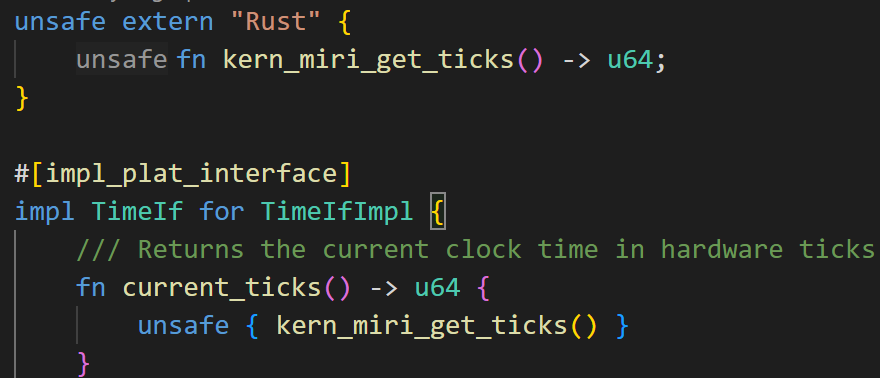 unsafe extern "Rust" {
    unsafe fn kern_miri_get_ticks() -> u64;
}
#[impl_plat_interface]
impl TimeIf for TimeIfImpl {
    /// Returns the current clock time in hardware ticks
    fn current_ticks() -> u64 {
        unsafe { kern_miri_get_ticks() }
    }